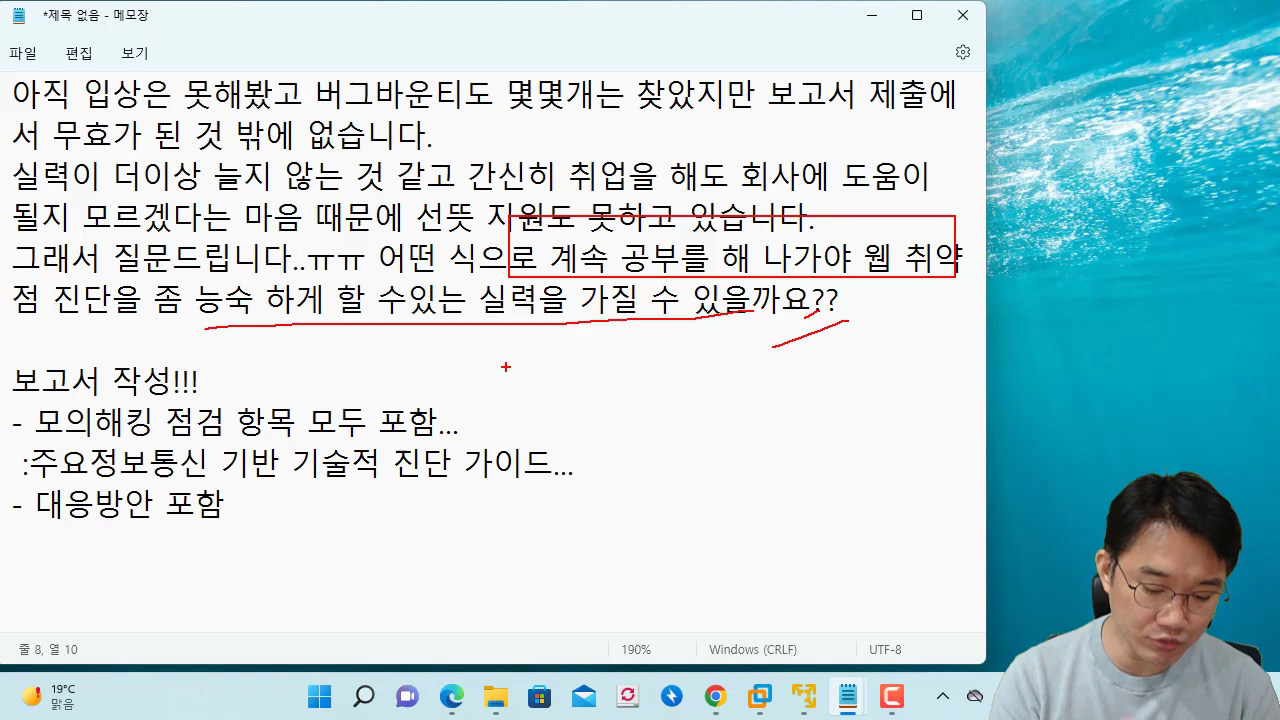 *제목 없음 - 메모장
파일 편집 보기
아직 입상은 못해봤고 버그바운티도 몇몇개는 찾았지만 보고서 제출에
서 무효가 된 것 밖에 없습니다.
실력이 더이상 늘지 않는 것 같고 간신히 취업을 해도 회사에 도움이
될지 모르겠다는 마음 때문에 선뜻 지원도 못하고 있습니다.
그래서 질문드립니다..ㅠㅠ 어떤 식으로 계속 공부를 해 나가야 웹 취약
점 진단을 좀 능숙 하게 할 수있는 실력을 가질 수 있을까요??
보고서 작성!!!
- 모의해킹 점검 항목 모두 포함...
:주요정보통신 기반 기술적 진단 가이드...
- 대응방안 포함
줄 8, 열 10 190% Windows (CRLF) UTF-8
19°C
맑음